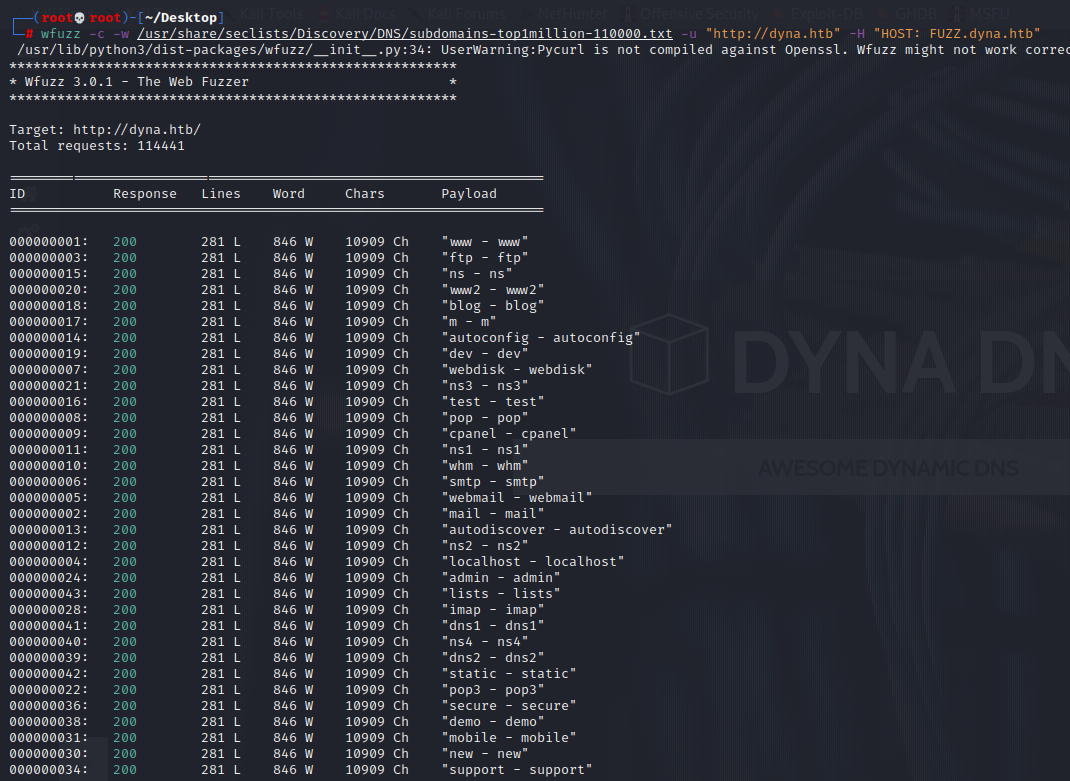 Kali Tools Kali Docs Kali Forums Kali NetHunter Offensive Security Exploit-DB GHDB MSFU
┌──(root💀root)-[~/Desktop]
└─# wfuzz -c -w /usr/share/seclists/Discovery/DNS/subdomains-top1million-110000.txt -u "http://dyna.htb" -H "HOST: FUZZ.dyna.htb"
/usr/lib/python3/dist-packages/wfuzz/__init__.py:34: UserWarning:Pycurl is not compiled against Openssl. Wfuzz might not work correc
********************************************************
* Wfuzz 3.0.1 - The Web Fuzzer                         *
********************************************************
Target: http://dyna.htb/
Total requests: 114441
=====================================================================
ID           Response   Lines    Word     Chars       Payload
=====================================================================
000000001:   200        281 L    846 W    10909 Ch    "www - www"
000000003:   200        281 L    846 W    10909 Ch    "ftp - ftp"
000000015:   200        281 L    846 W    10909 Ch    "ns - ns"
000000020:   200        281 L    846 W    10909 Ch    "www2 - www2"
000000018:   200        281 L    846 W    10909 Ch    "blog - blog"
000000017:   200        281 L    846 W    10909 Ch    "m - m"
000000014:   200        281 L    846 W    10909 Ch    "autoconfig - autoconfig"
000000019:   200        281 L    846 W    10909 Ch    "dev - dev"
000000007:   200        281 L    846 W    10909 Ch    "webdisk - webdisk"
000000021:   200        281 L    846 W    10909 Ch    "ns3 - ns3"
000000016:   200        281 L    846 W    10909 Ch    "test - test"
000000008:   200        281 L    846 W    10909 Ch    "pop - pop"
000000009:   200        281 L    846 W    10909 Ch    "cpanel - cpanel"
000000011:   200        281 L    846 W    10909 Ch    "ns1 - ns1"
000000010:   200        281 L    846 W    10909 Ch    "whm - whm"
000000006:   200        281 L    846 W    10909 Ch    "smtp - smtp"
000000005:   200        281 L    846 W    10909 Ch    "webmail - webmail"
000000002:   200        281 L    846 W    10909 Ch    "mail - mail"
000000013:   200        281 L    846 W    10909 Ch    "autodiscover - autodiscover"
000000012:   200        281 L    846 W    10909 Ch    "ns2 - ns2"
000000004:   200        281 L    846 W    10909 Ch    "localhost - localhost"
000000024:   200        281 L    846 W    10909 Ch    "admin - admin"
000000043:   200        281 L    846 W    10909 Ch    "lists - lists"
000000028:   200        281 L    846 W    10909 Ch    "imap - imap"
000000041:   200        281 L    846 W    10909 Ch    "dns1 - dns1"
000000040:   200        281 L    846 W    10909 Ch    "ns4 - ns4"
000000039:   200        281 L    846 W    10909 Ch    "dns2 - dns2"
000000042:   200        281 L    846 W    10909 Ch    "static - static"
000000022:   200        281 L    846 W    10909 Ch    "pop3 - pop3"
000000036:   200        281 L    846 W    10909 Ch    "secure - secure"
000000038:   200        281 L    846 W    10909 Ch    "demo - demo"
000000031:   200        281 L    846 W    10909 Ch    "mobile - mobile"
000000030:   200        281 L    846 W    10909 Ch    "new - new"
000000034:   200        281 L    846 W    10909 Ch    "support - support"
DYNA DN
AWESOME DYNAMIC DNS